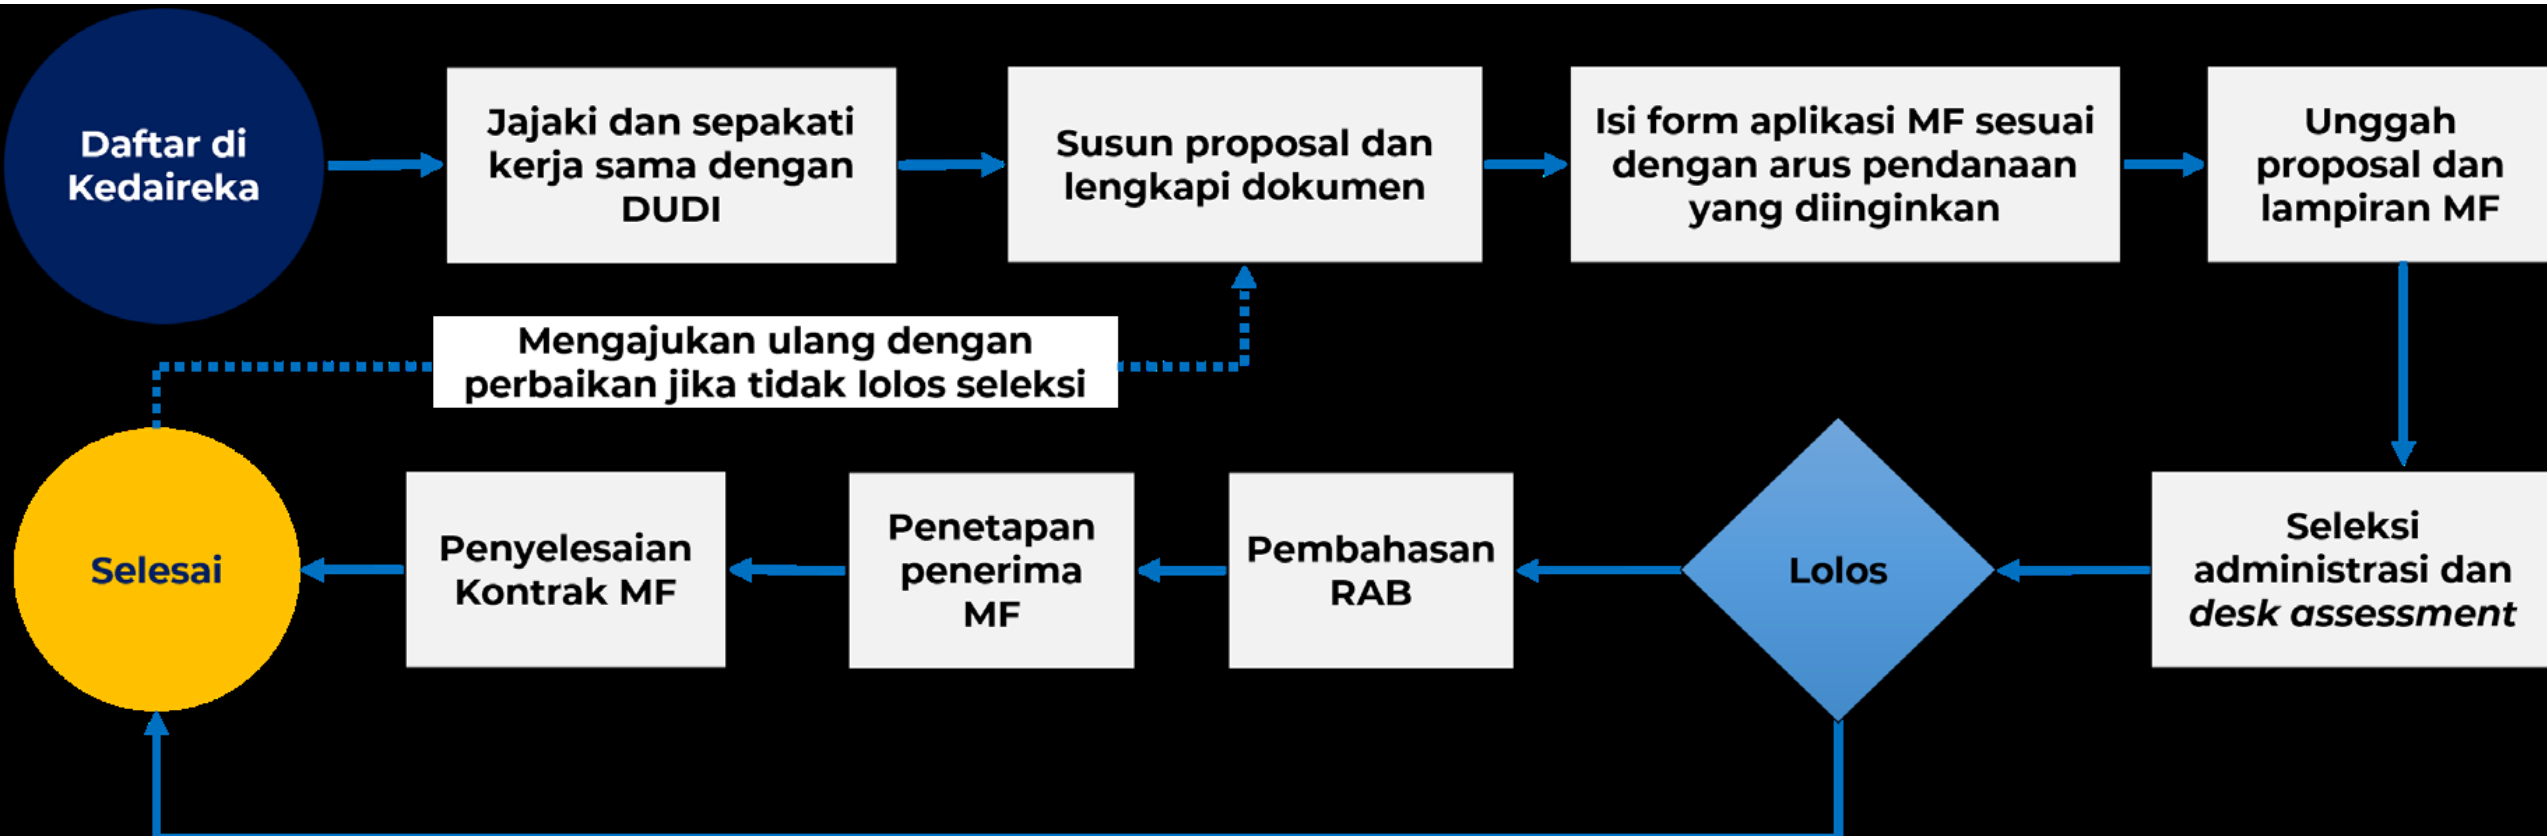 Daftar di
Kedaireka
Jajaki dan sepakati
kerja sama dengan
DUDI
Susun proposal dan
lengkapi dokumen
Isi form aplikasi MF sesuai
dengan arus pendanaan
yang diinginkan
Unggah
proposal dan
lampiran MF
Mengajukan ulang dengan
perbaikan jika tidak lolos seleksi
Seleksi
administrasi dan
desk assessment
Lolos
Pembahasan
RAB
Penetapan
penerima
MF
Penyelesaian
Kontrak MF
Selesai